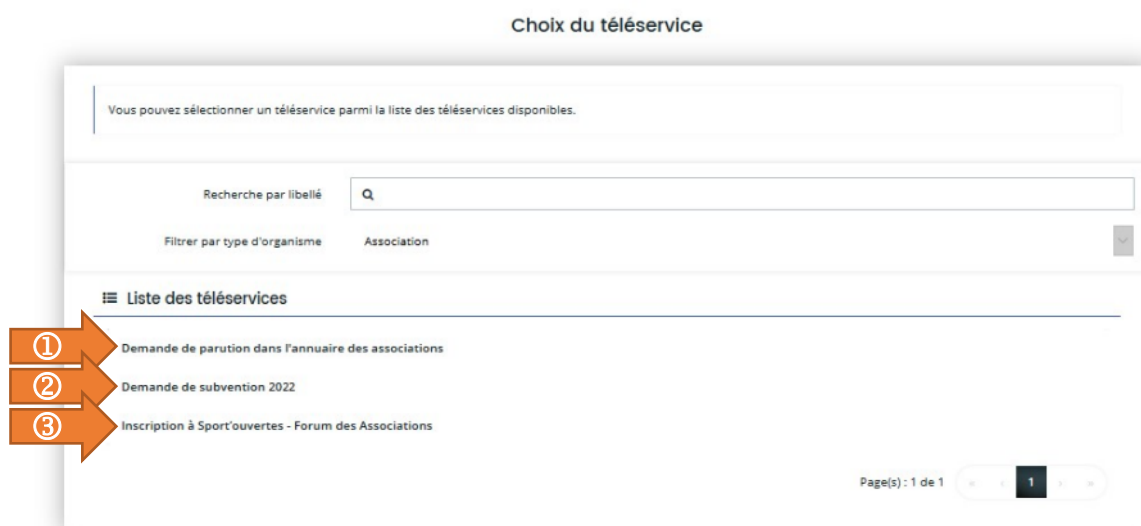 Choix du téléservice
Vous pouvez sélectionner un téléservice parmi la liste des téléservices disponibles.
Recherche par libellé
Filtrer par type d'organisme Association
Liste des téléservices
① Demande de parution dans l'annuaire des associations
② Demande de subvention 2022
③ Inscription à Sport'ouvertes - Forum des Associations
Page(s) : 1 de 1 « ‹ 1 › »